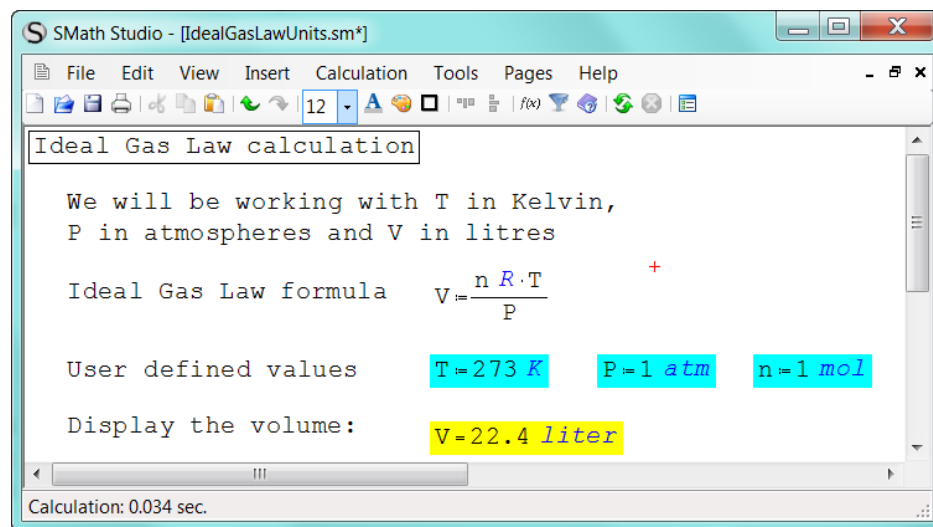 SMath Studio - [IdealGasLawUnits.sm*]
File Edit View Insert Calculation Tools Pages Help
12 A f(x)
Ideal Gas Law calculation
We will be working with T in Kelvin,
P in atmospheres and V in litres
Ideal Gas Law formula V:=n R·T/P
User defined values T:=273 K P:=1 atm n:=1 mol
Display the volume: V=22.4 liter
Calculation: 0.034 sec.